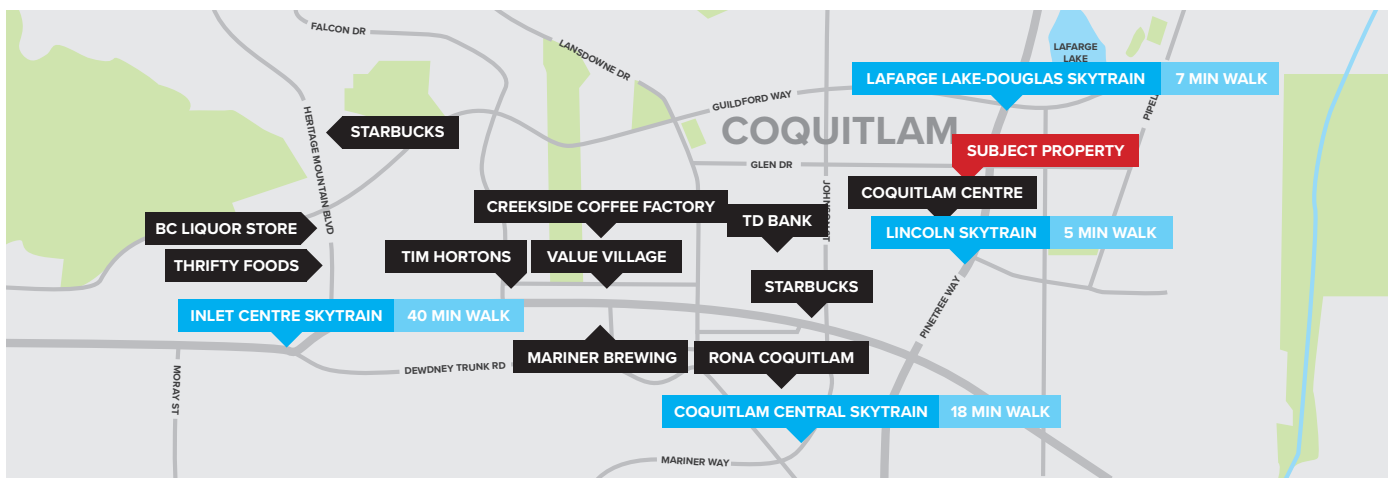 FALCON DR
LANSDOWNE DR
LAFARGE
LAKE
LAFARGE LAKE-DOUGLAS SKYTRAIN 7 MIN WALK
GUILDFORD WAY
HERITAGE MOUNTAIN BLVD
STARBUCKS
COQUITLAM
SUBJECT PROPERTY
GLEN DR
COQUITLAM CENTRE
CREEKSIDE COFFEE FACTORY
TD BANK
BC LIQUOR STORE
LINCOLN SKYTRAIN 5 MIN WALK
TIM HORTONS
VALUE VILLAGE
THRIFTY FOODS
STARBUCKS
INLET CENTRE SKYTRAIN 40 MIN WALK
PINETREE WAY
MARINER BREWING
RONA COQUITLAM
DEWDNEY TRUNK RD
MORAY ST
COQUITLAM CENTRAL SKYTRAIN 18 MIN WALK
MARINER WAY